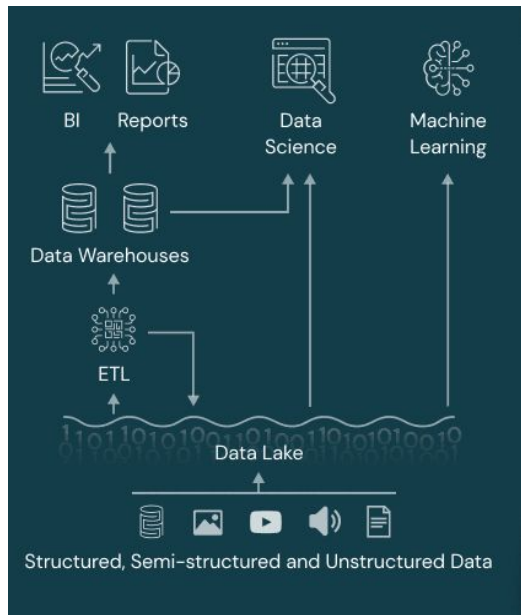 BI Reports
Data
Science
Machine
Learning
Data Warehouses
ETL
Data Lake
Structured, Semi-structured and Unstructured Data